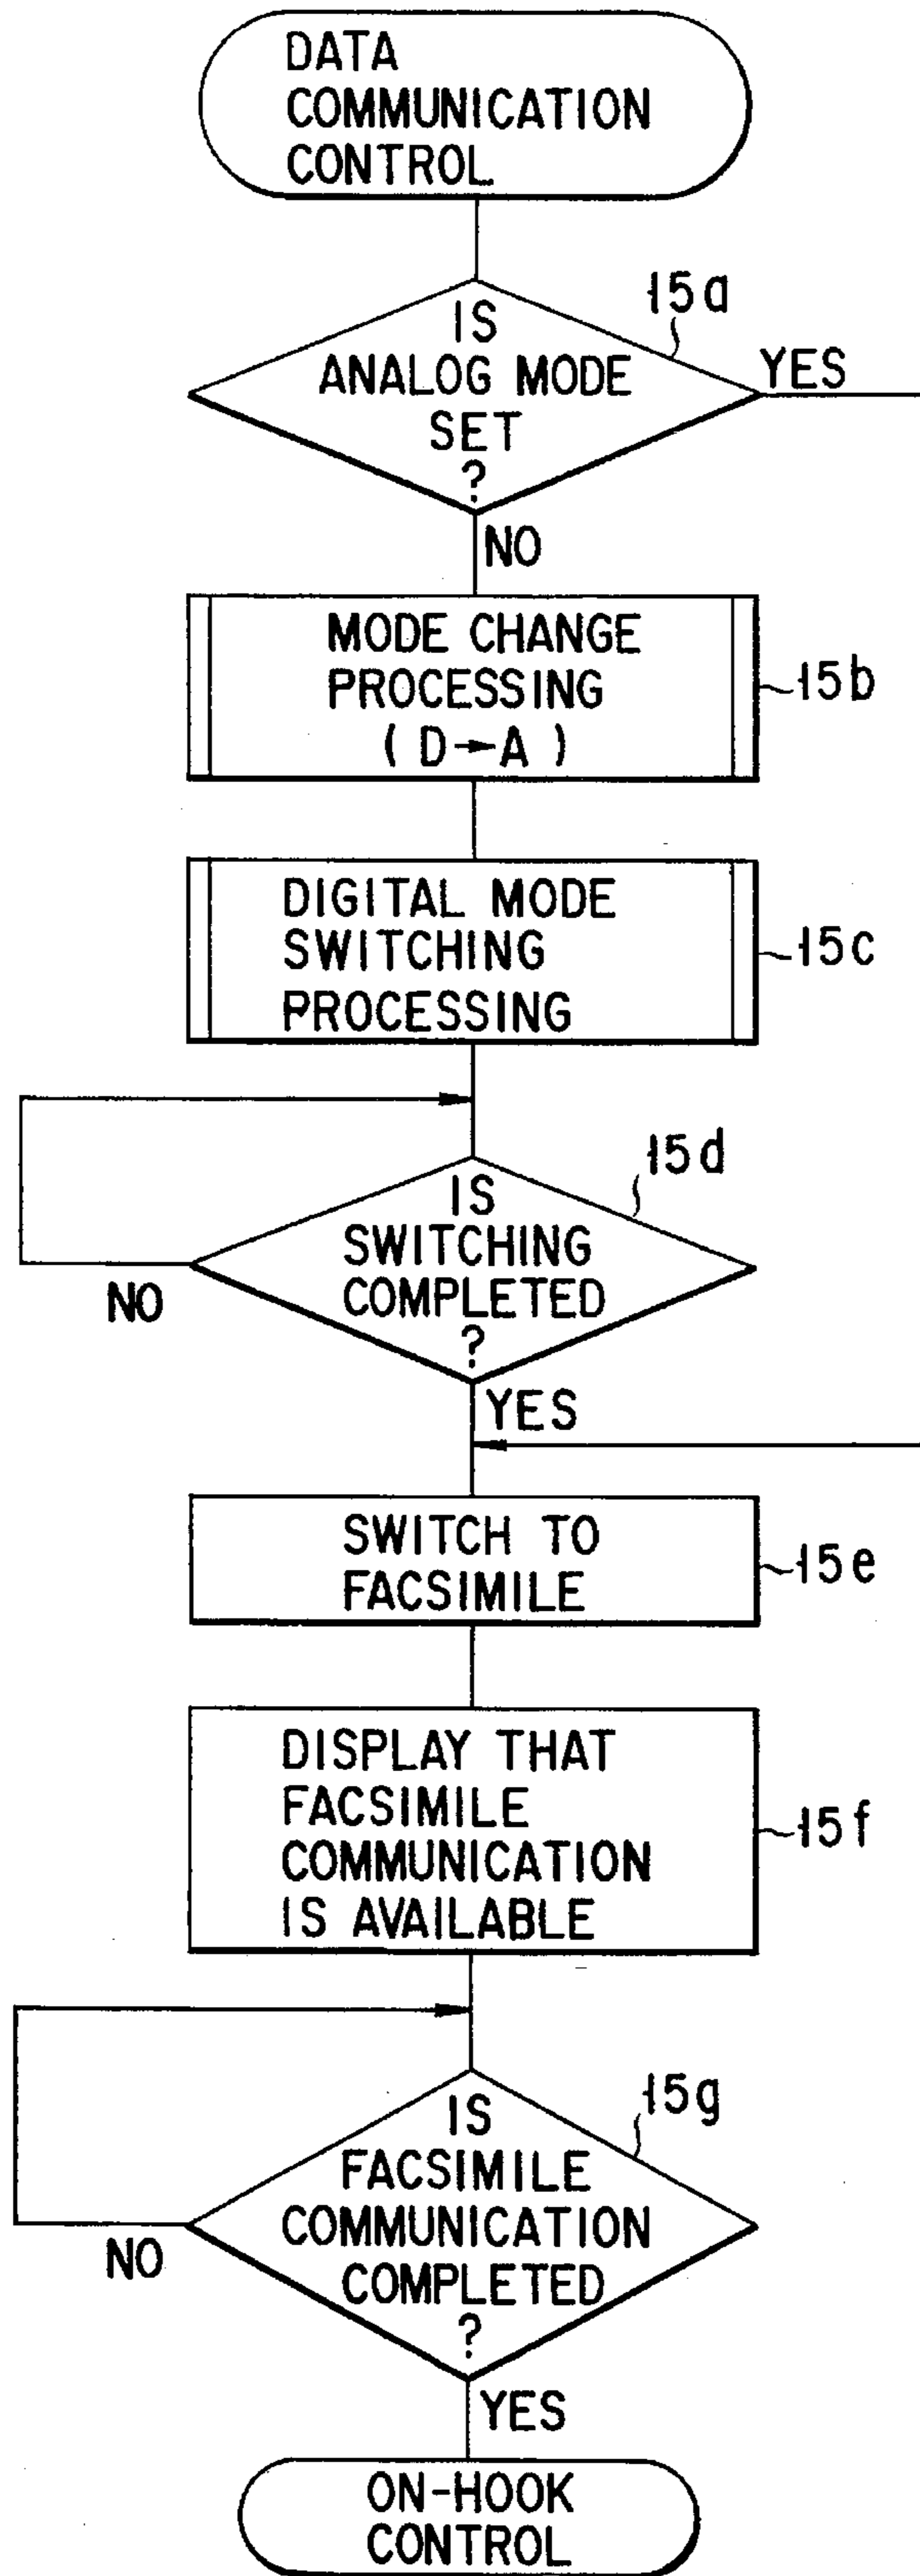 DATA
COMMUNICATION
CONTROL
15a
IS
ANALOG MODE
SET
?
YES
NO
MODE CHANGE
PROCESSING
( D→A )
15b
DIGITAL MODE
SWITCHING
PROCESSING
15c
15d
IS
SWITCHING
COMPLETED
?
NO
YES
SWITCH TO
FACSIMILE
15e
DISPLAY THAT
FACSIMILE
COMMUNICATION
IS AVAILABLE
15f
15g
IS
FACSIMILE
COMMUNICATION
COMPLETED
?
NO
YES
ON-HOOK
CONTROL